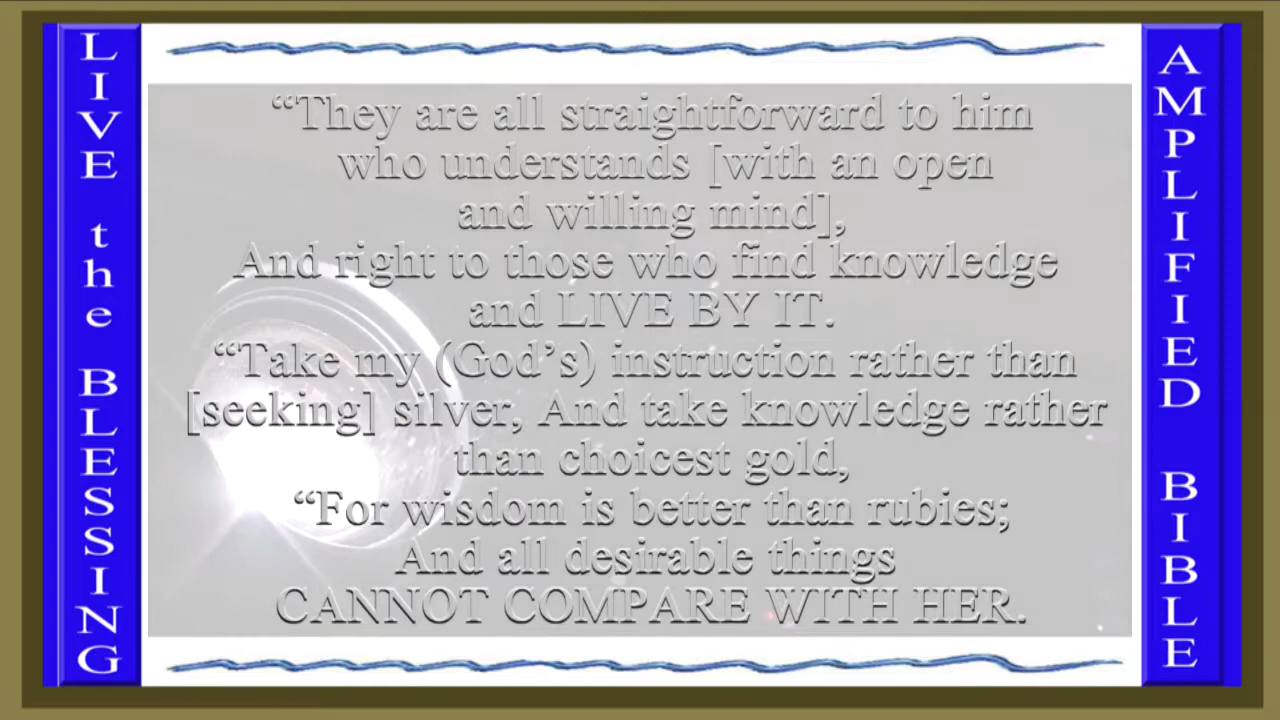 LIVE the BLESSING
“They are all straightforward to him
who understands [with an open
and willing mind],
And right to those who find knowledge
and LIVE BY IT.
“Take my (God’s) instruction rather than
[seeking] silver, And take knowledge rather
than choicest gold,
“For wisdom is better than rubies;
And all desirable things
CANNOT COMPARE WITH HER.
AMPLIFIED BIBLE